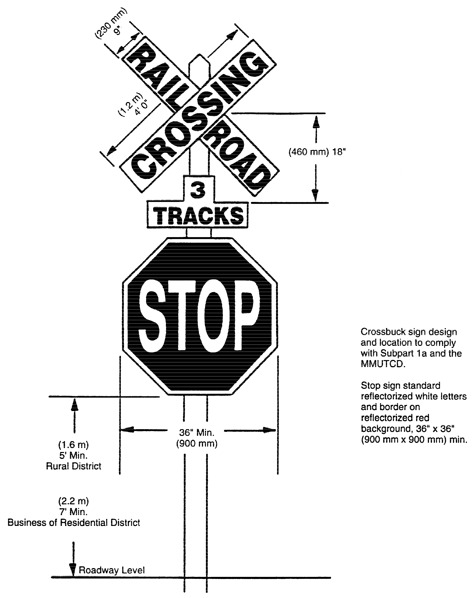 (230 mm)
9"
RAIL
ROAD
CROSSING
(1.2 m)
4' 0"
(460 mm) 18"
3
TRACKS
STOP
Crossbuck sign design
and location to comply
with Subpart 1a and the
MMUTCD.
Stop sign standard
reflectorized white letters
and border on
reflectorized red
background, 36" x 36"
(900 mm x 900 mm) min.
36" Min.
(900 mm)
(1.6 m)
5' Min.
Rural District
(2.2 m)
7' Min.
Business of Residential District
Roadway Level